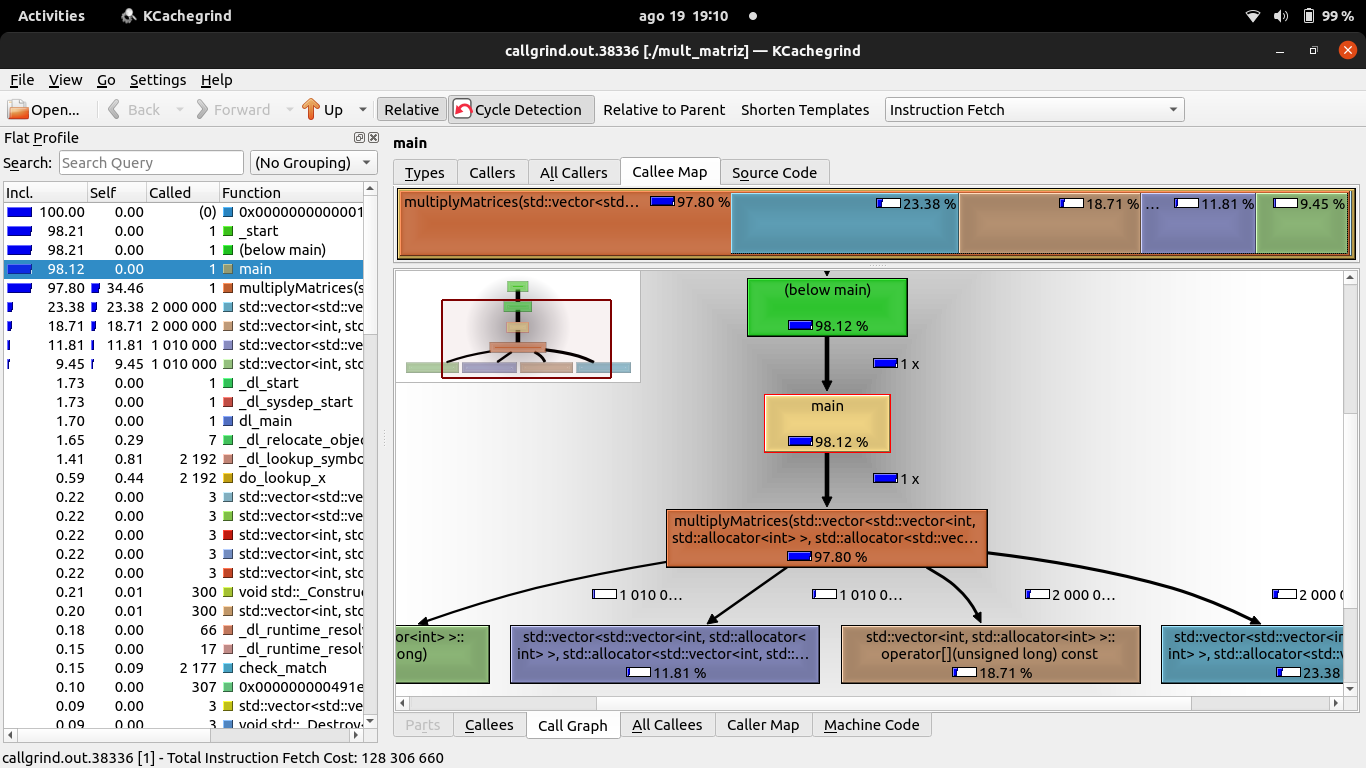 Activities KCachegrind ago 19 19:10 99 %
callgrind.out.38336 [./mult_matriz] — KCachegrind
File View Go Settings Help
Open... Back Forward Up Relative Cycle Detection Relative to Parent Shorten Templates Instruction Fetch
Flat Profile
Search: Search Query (No Grouping)
Incl. Self Called Function
100.00 0.00 (0) 0x0000000000001
98.21 0.00 1 _start
98.21 0.00 1 (below main)
98.12 0.00 1 main
97.80 34.46 1 multiplyMatrices(s
23.38 23.38 2 000 000 std::vector<std::ve
18.71 18.71 2 000 000 std::vector<int, stc
11.81 11.81 1 010 000 std::vector<std::ve
9.45 9.45 1 010 000 std::vector<int, stc
1.73 0.00 1 _dl_start
1.73 0.00 1 _dl_sysdep_start
1.70 0.00 1 dl_main
1.65 0.29 7 _dl_relocate_objec
1.41 0.81 2 192 _dl_lookup_symbo
0.59 0.44 2 192 do_lookup_x
0.22 0.00 3 std::vector<std::ve
0.22 0.00 3 std::vector<std::ve
0.22 0.00 3 std::vector<int, stc
0.22 0.00 3 std::vector<int, stc
0.22 0.00 3 std::vector<int, stc
0.21 0.01 300 void std::_Constru
0.20 0.01 300 std::vector<int, stc
0.18 0.00 66 _dl_runtime_resol
0.15 0.00 17 _dl_runtime_resol
0.15 0.09 2 177 check_match
0.10 0.00 307 0x000000000491e
0.09 0.00 3 std::vector<std::ve
0.09 0.00 3 void std::_Destroy
main
Types Callers All Callers Callee Map Source Code
multiplyMatrices(std::vector<std... 97.80 % 23.38 % 18.71 % ... 11.81 % 9.45 %
(below main)
98.12 %
1 x
main
98.12 %
1 x
multiplyMatrices(std::vector<std::vector<int,
std::allocator<int> >, std::allocator<std::vec...
97.80 %
1 010 0... 1 010 0... 2 000 0... 2 000 0
or<int> >::
ong)
std::vector<std::vector<int, std::allocator<
int> >, std::allocator<std::vector<int, std::...
11.81 %
std::vector<int, std::allocator<int> >::
operator[](unsigned long) const
18.71 %
std::vector<std::vector<in
int> >, std::allocator<std::v
23.38
Parts Callees Call Graph All Callees Caller Map Machine Code
callgrind.out.38336 [1] - Total Instruction Fetch Cost: 128 306 660